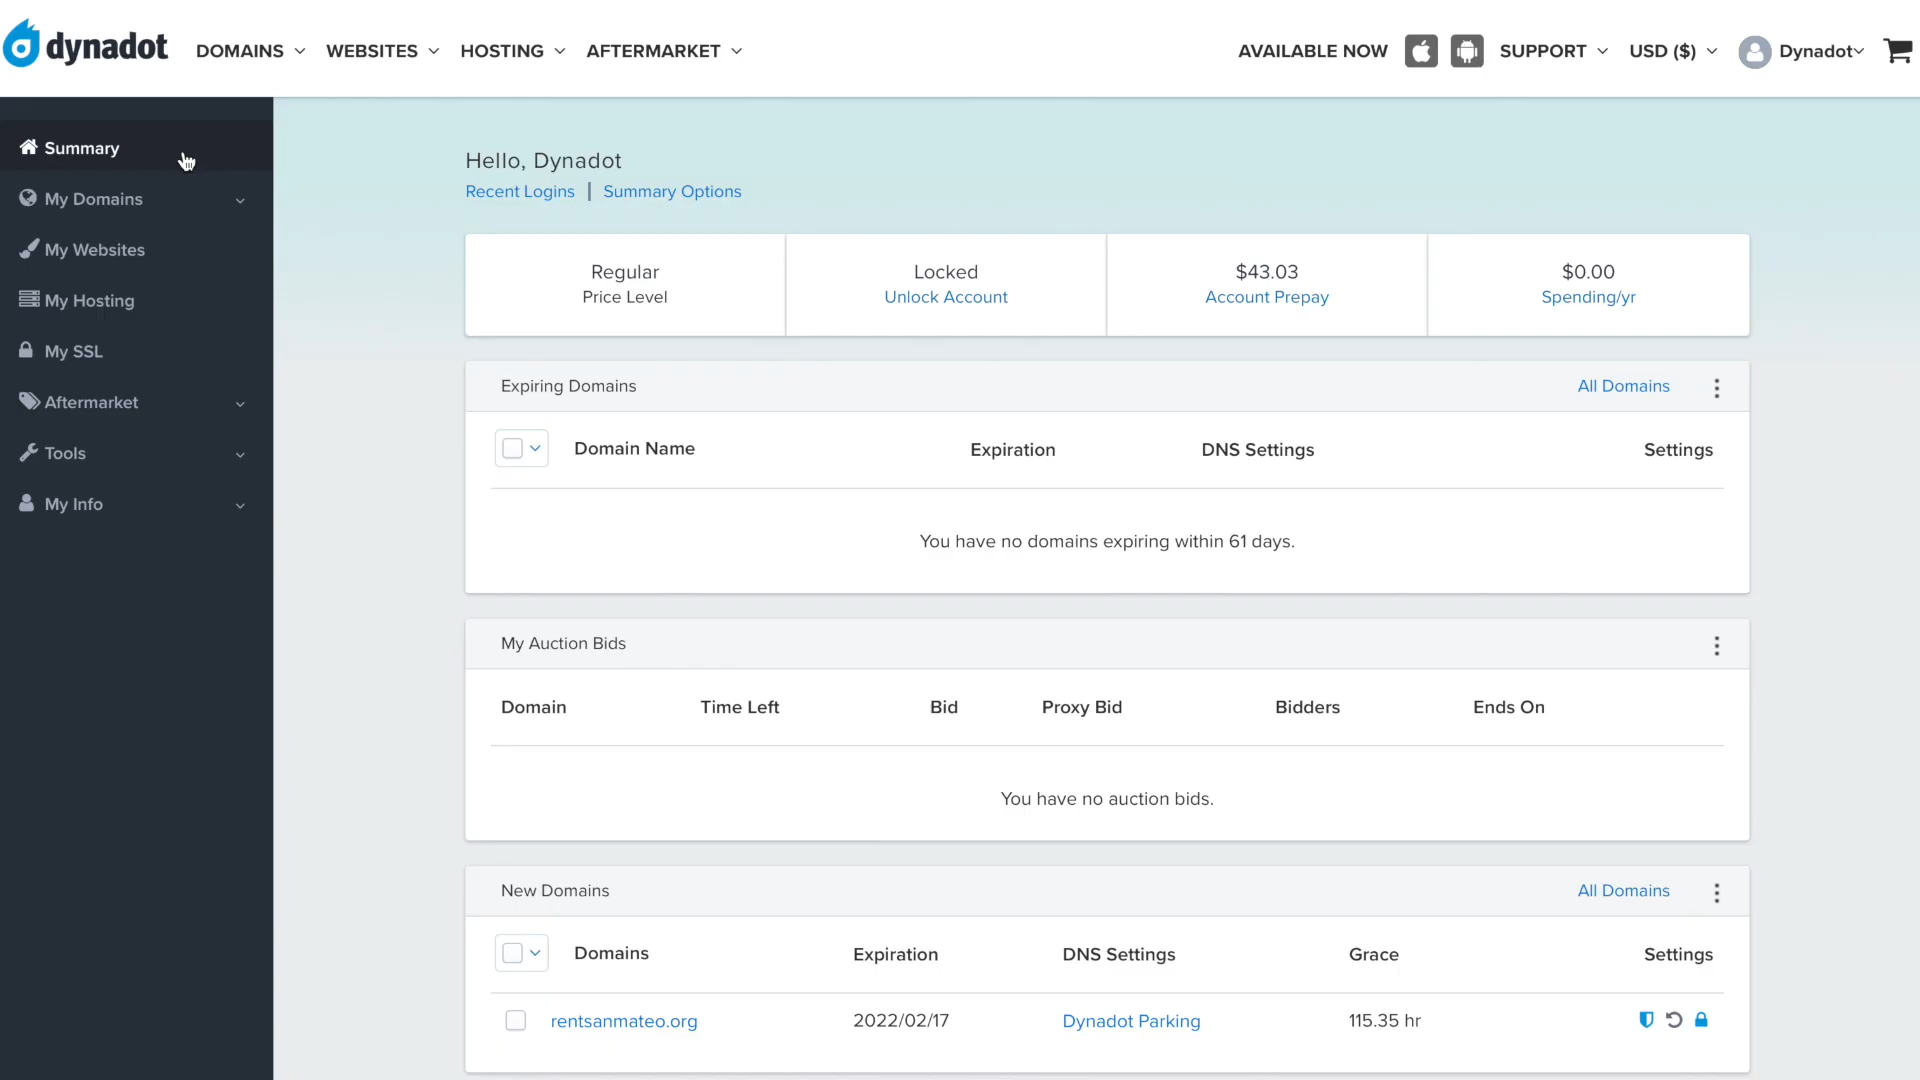 dynadot
DOMAINS
WEBSITES
HOSTING
AFTERMARKET
AVAILABLE NOW
SUPPORT
USD ($)
Dynadot
Summary
My Domains
My Websites
My Hosting
My SSL
Aftermarket
Tools
My Info
Hello, Dynadot
Recent Logins | Summary Options
Regular
Price Level
Locked
Unlock Account
$43.03
Account Prepay
$0.00
Spending/yr
Expiring Domains
All Domains
Domain Name
Expiration
DNS Settings
Settings
You have no domains expiring within 61 days.
My Auction Bids
Domain
Time Left
Bid
Proxy Bid
Bidders
Ends On
You have no auction bids.
New Domains
All Domains
Domains
Expiration
DNS Settings
Grace
Settings
rentsanmateo.org
2022/02/17
Dynadot Parking
115.35 hr